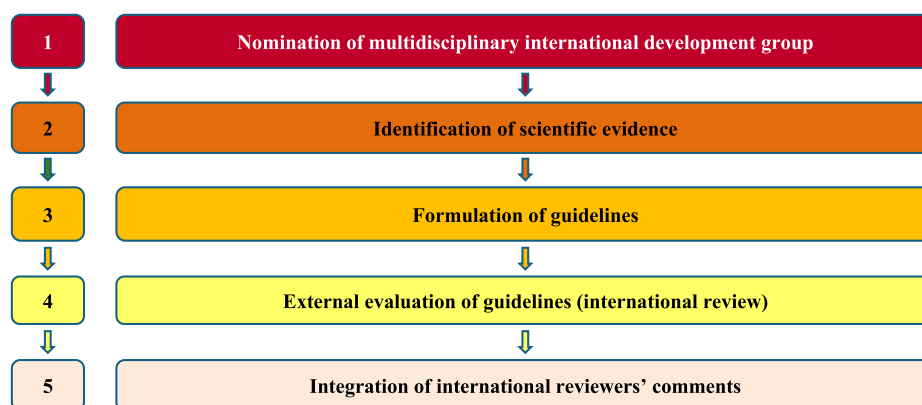 1 Nomination of multidisciplinary international development group
2 Identification of scientific evidence
3 Formulation of guidelines
4 External evaluation of guidelines (international review)
5 Integration of international reviewers’ comments